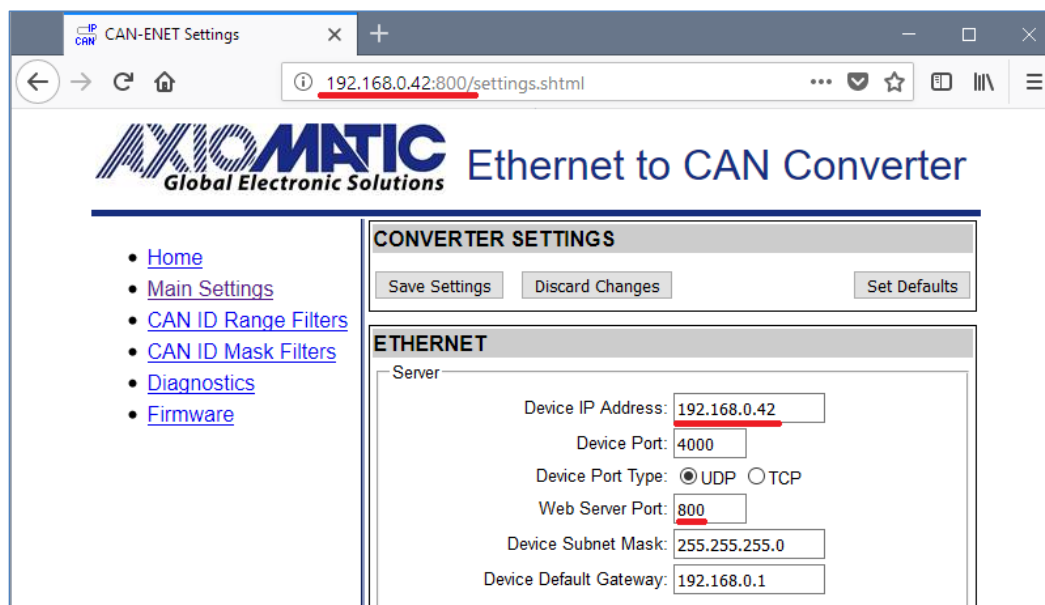 IP
CAN
CAN-ENET Settings
192.168.0.42:800/settings.shtml
AXIOMATIC
Global Electronic Solutions
Ethernet to CAN Converter
Home
Main Settings
CAN ID Range Filters
CAN ID Mask Filters
Diagnostics
Firmware
CONVERTER SETTINGS
Save Settings Discard Changes Set Defaults
ETHERNET
Server
Device IP Address: 192.168.0.42
Device Port: 4000
Device Port Type: UDP TCP
Web Server Port: 800
Device Subnet Mask: 255.255.255.0
Device Default Gateway: 192.168.0.1